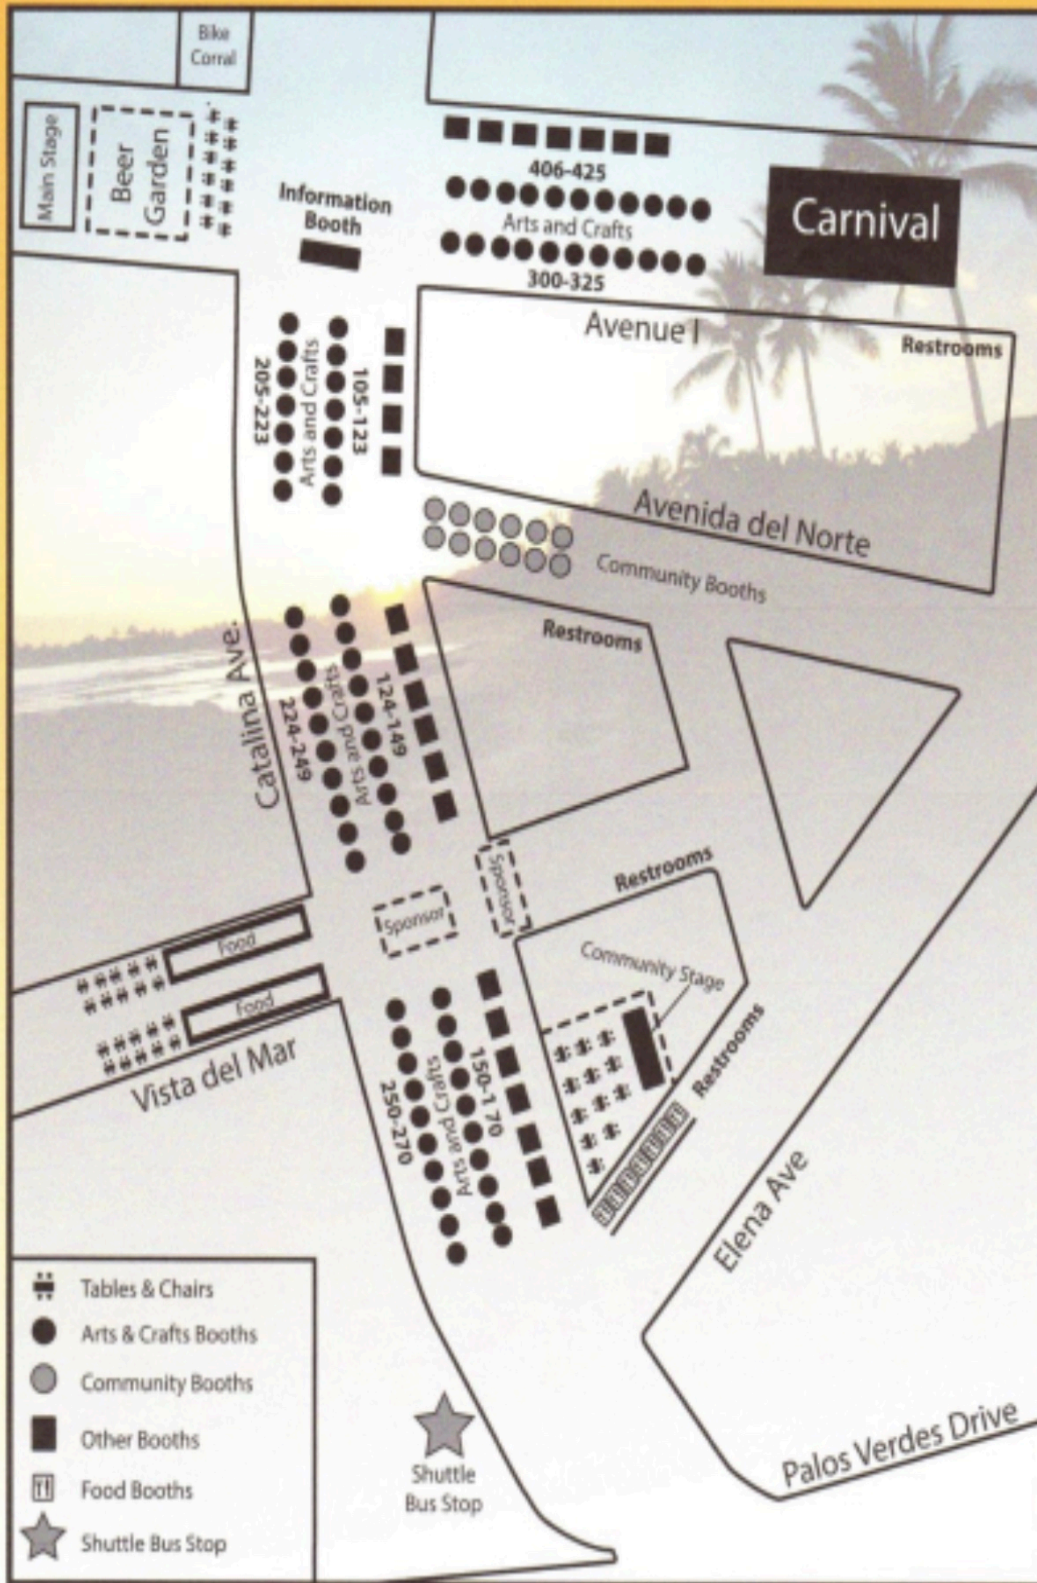 Bike
Corral
Main Stage
Beer
Garden
Information
Booth
406-425
Arts and Crafts
300-325
Carnival
Avenue I
Restrooms
205-223
Arts and Crafts
105-123
Avenida del Norte
Community Booths
Restrooms
Catalina Ave.
224-249
Arts and Crafts
124-149
Sponsor
Sponsor
Restrooms
Food
Food
Community Stage
Vista del Mar
250-270
Arts and Crafts
150-170
Restrooms
Elena Ave
Tables & Chairs
Arts & Crafts Booths
Community Booths
Other Booths
Food Booths
Shuttle Bus Stop
Shuttle
Bus Stop
Palos Verdes Drive